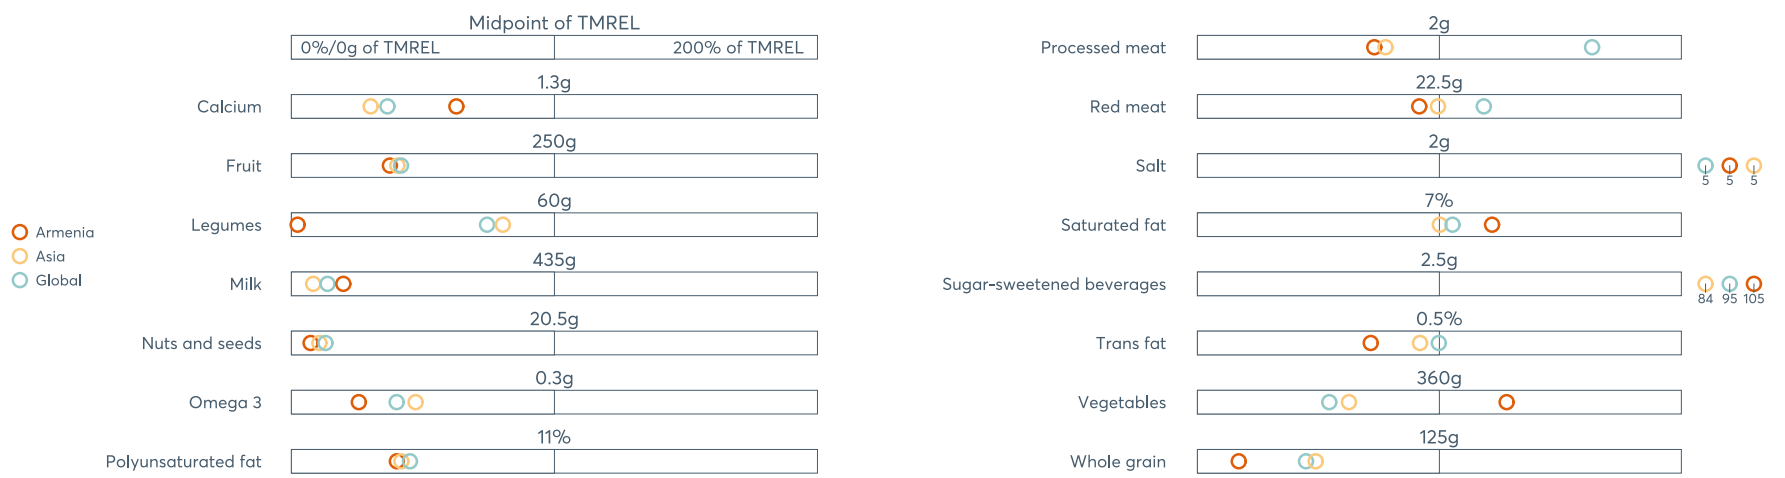 Midpoint of TMREL
0%/0g of TMREL 200% of TMREL
1.3g
Calcium
250g
Fruit
60g
Legumes
435g
Milk
20.5g
Nuts and seeds
0.3g
Omega 3
11%
Polyunsaturated fat
Armenia
Asia
Global
2g
Processed meat
22.5g
Red meat
2g
Salt
5 5 5
7%
Saturated fat
2.5g
Sugar-sweetened beverages
84 95 105
0.5%
Trans fat
360g
Vegetables
125g
Whole grain